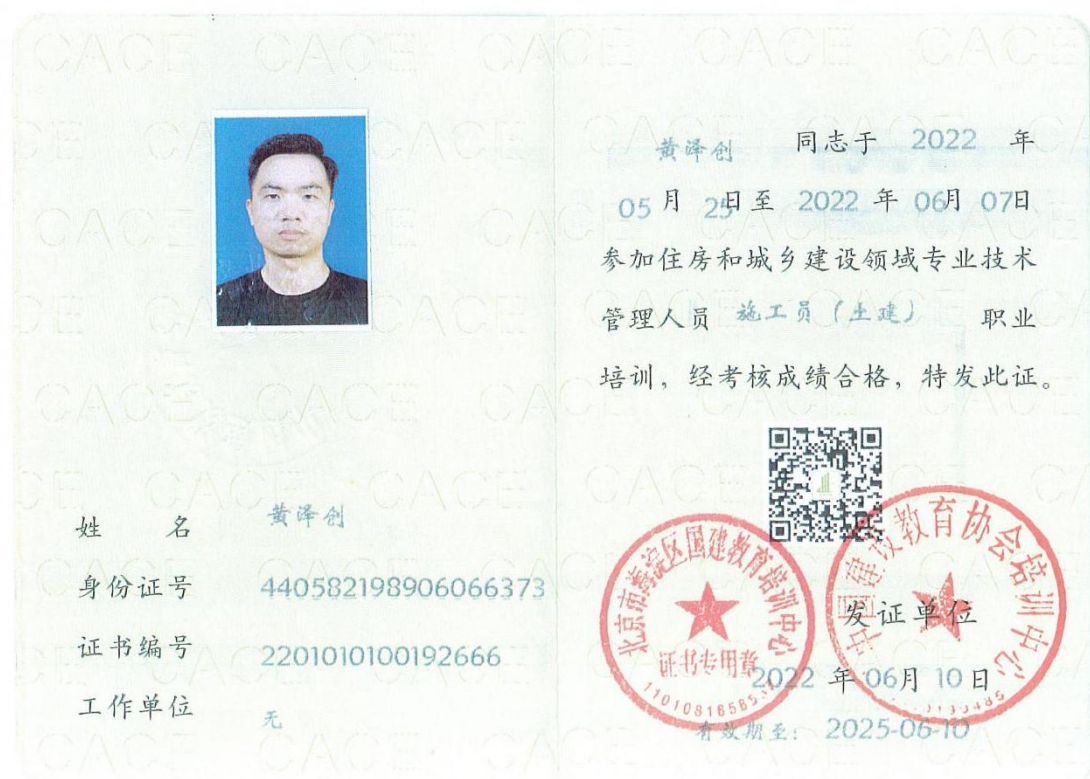 姓 名 黄泽创
身份证号 440582198906066373
证书编号 2201010100192666
工作单位 无
黄泽创 同志于 2022 年
05 月 25 日至 2022 年 06 月 07 日
参加住房和城乡建设领域专业技术
管理人员 施工员（土建） 职业
培训，经考核成绩合格，特发此证。
北京市海淀区国建教育培训中心
证书专用章
中国建设教育协会培训中心
发证单位
2022 年 06 月 10 日
有效期至： 2025-06-10
CACE